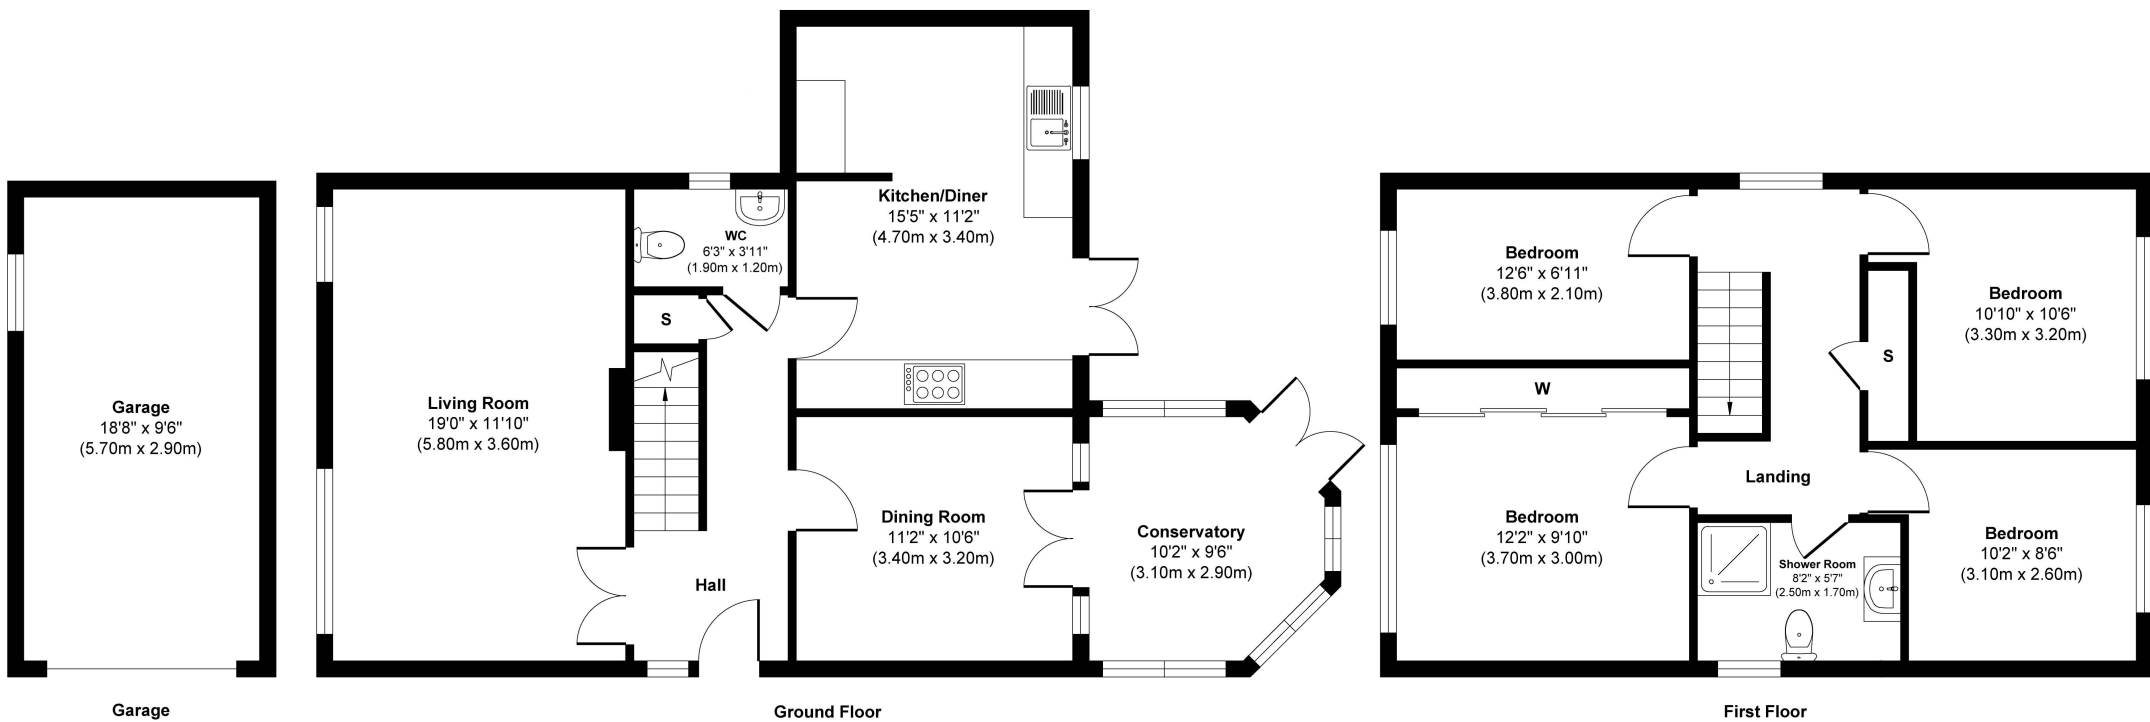 Garage
18'8" x 9'6"
(5.70m x 2.90m)
Garage
Living Room
19'0" x 11'10"
(5.80m x 3.60m)
WC
6'3" x 3'11"
(1.90m x 1.20m)
S
Kitchen/Diner
15'5" x 11'2"
(4.70m x 3.40m)
Hall
Dining Room
11'2" x 10'6"
(3.40m x 3.20m)
Conservatory
10'2" x 9'6"
(3.10m x 2.90m)
Ground Floor
Bedroom
12'6" x 6'11"
(3.80m x 2.10m)
W
Bedroom
12'2" x 9'10"
(3.70m x 3.00m)
Landing
S
Bedroom
10'10" x 10'6"
(3.30m x 3.20m)
Shower Room
8'2" x 5'7"
(2.50m x 1.70m)
Bedroom
10'2" x 8'6"
(3.10m x 2.60m)
First Floor